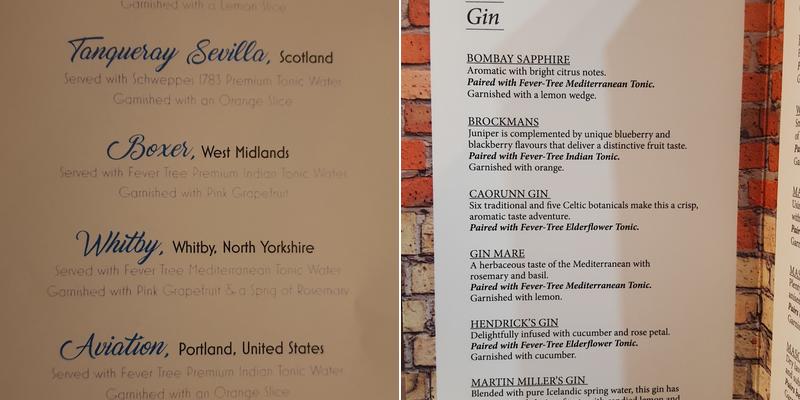 Garnished with a Lemon Slice
Tanqueray Sevilla, Scotland
Served with Schweppes 1783 Premium Tonic Water
Garnished with an Orange Slice
Boxer, West Midlands
Served with Fever Tree Premium Indian Tonic Water
Garnished with Pink Grapefruit
Whitby, Whitby, North Yorkshire
Served with Fever Tree Mediterranean Tonic Water
Garnished with Pink Grapefruit & a Sprig of Rosemary
Aviation, Portland, United States
Served with Fever Tree Premium Indian Tonic Water
Garnished with an Orange Slice
Gin
BOMBAY SAPPHIRE
Aromatic with bright citrus notes.
Paired with Fever-Tree Mediterranean Tonic.
Garnished with a lemon wedge.
BROCKMANS
Juniper is complemented by unique blueberry and
blackberry flavours that deliver a distinctive fruit taste.
Paired with Fever-Tree Indian Tonic.
Garnished with orange.
CAORUNN GIN
Six traditional and five Celtic botanicals make this a crisp,
aromatic taste adventure.
Paired with Fever-Tree Elderflower Tonic.
GIN MARE
A herbaceous taste of the Mediterranean with
rosemary and basil.
Paired with Fever-Tree Mediterranean Tonic.
Garnished with lemon.
HENDRICK'S GIN
Delightfully infused with cucumber and rose petal.
Paired with Fever-Tree Elderflower Tonic.
Garnished with cucumber.
MARTIN MILLER'S GIN
Blended with pure Icelandic spring water, this gin has